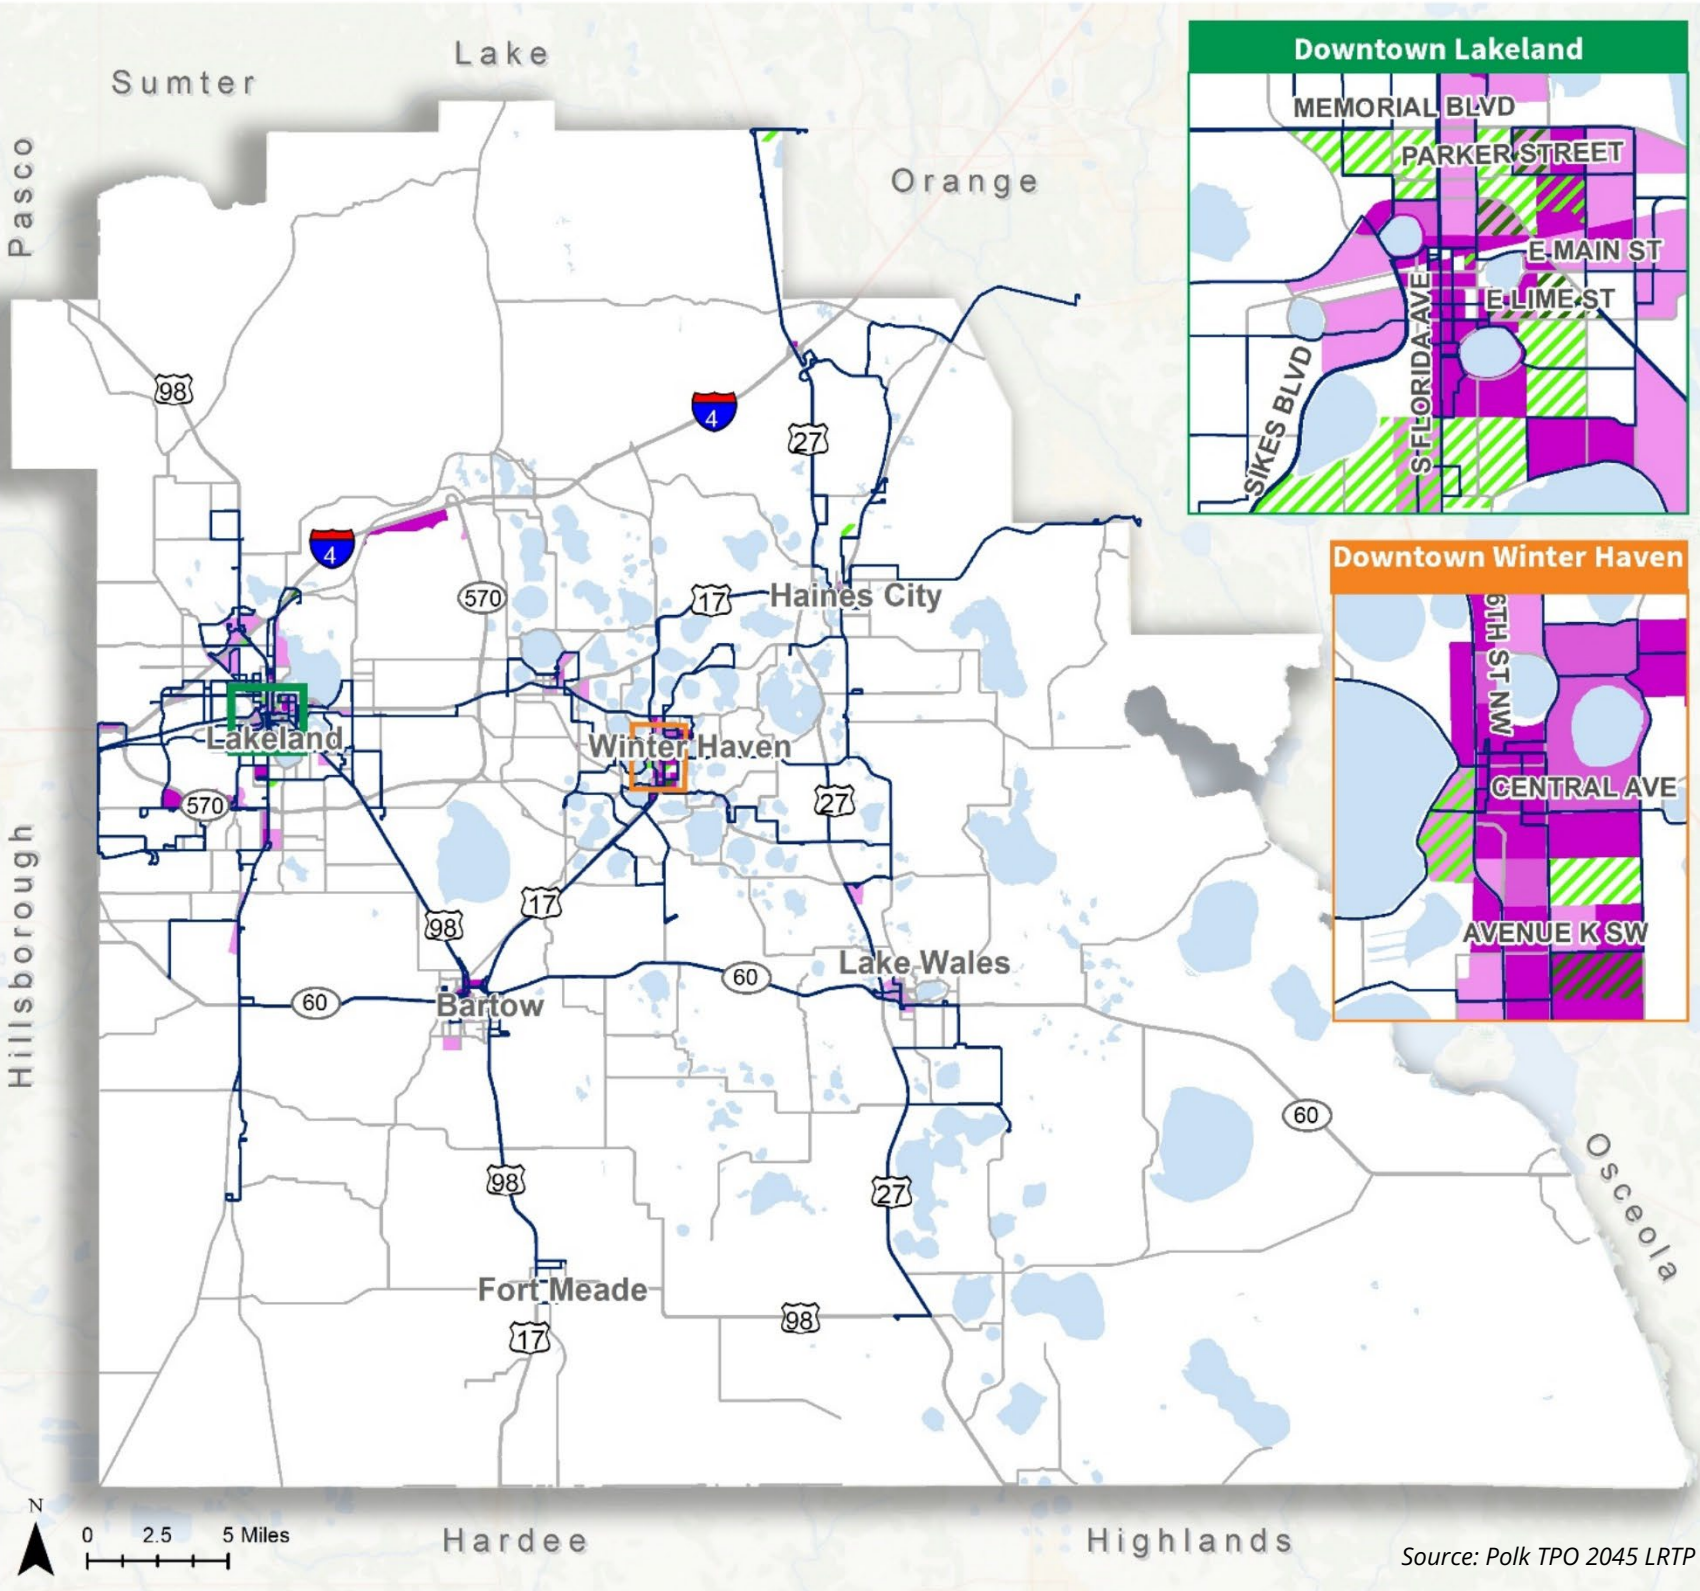 Lake
Sumter
Pasco
Orange
Hillsborough
Osceola
Hardee
Highlands
98
4
27
4
570
17
Haines City
Lakeland
Winter Haven
570
27
17
98
Lake Wales
60
60
Bartow
60
98
27
Fort Meade
98
17
Downtown Lakeland
MEMORIAL BLVD
PARKER STREET
E MAIN ST
E LIME ST
S FLORIDA AVE
SIKES BLVD
Downtown Winter Haven
6TH ST NW
CENTRAL AVE
AVENUE K SW
N
0 2.5 5 Miles
Source: Polk TPO 2045 LRTP